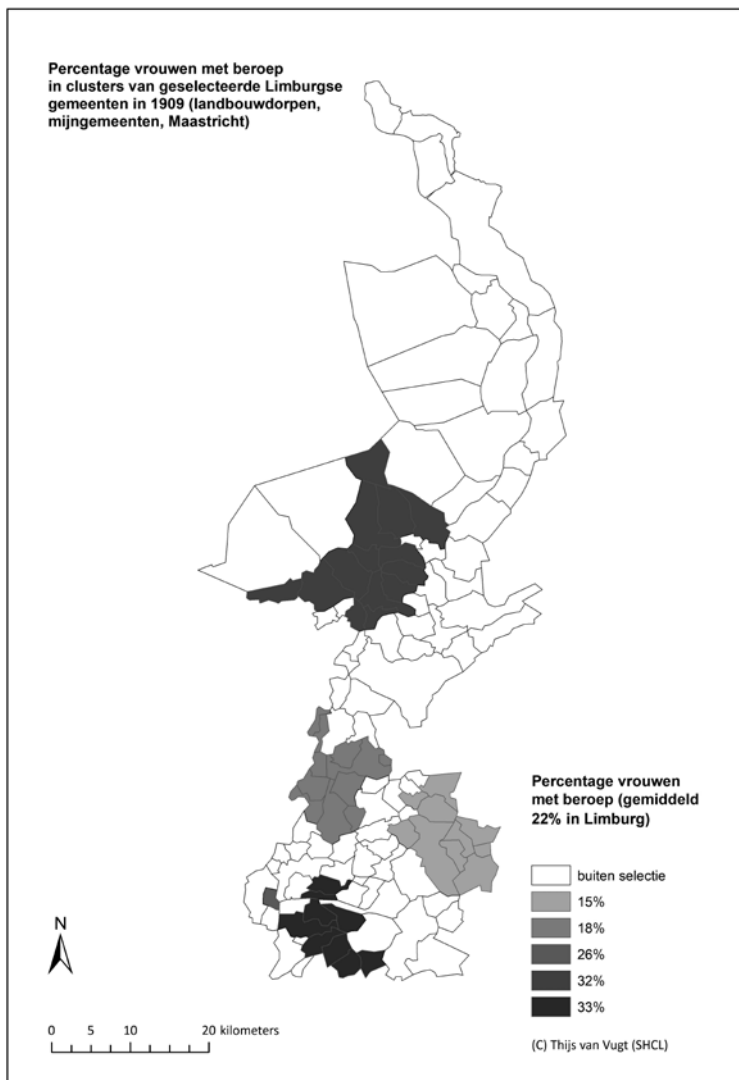 Percentage vrouwen met beroep
in clusters van geselecteerde Limburgse
gemeenten in 1909 (landbouwdorpen,
mijngemeenten, Maastricht)
Percentage vrouwen
met beroep (gemiddeld
22% in Limburg)
buiten selectie
15%
18%
26%
32%
33%
N
0 5 10 20 kilometers
(C) Thijs van Vugt (SHCL)